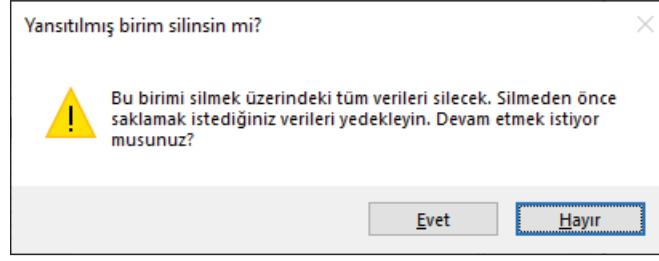 Yansıtılmış birim silinsin mi?
Bu birimi silmek üzerindeki tüm verileri silecek. Silmeden önce
saklamak istediğiniz verileri yedekleyin. Devam etmek istiyor
musunuz?
Evet
Hayır